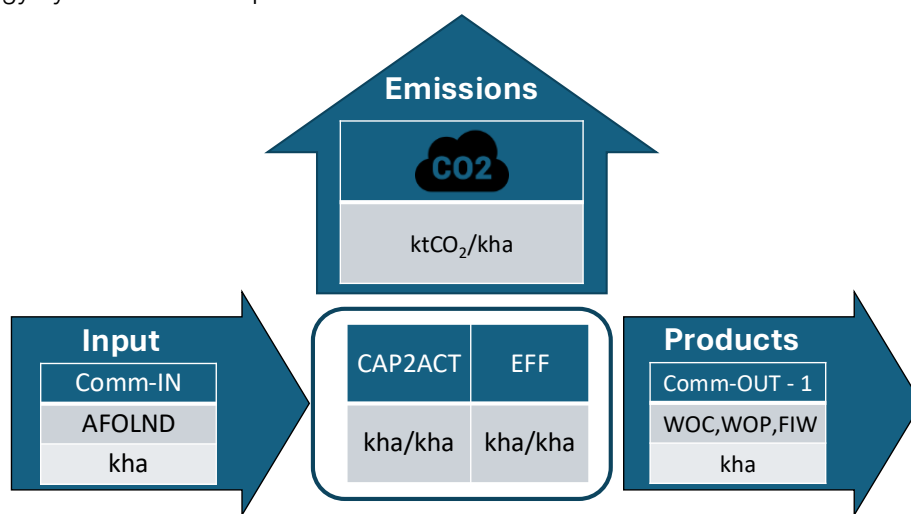 Emissions
CO2
ktCO₂/kha
Input
Comm-IN
AFOLND
kha
CAP2ACT EFF
kha/kha kha/kha
Products
Comm-OUT - 1
WOC,WOP,FIW
kha